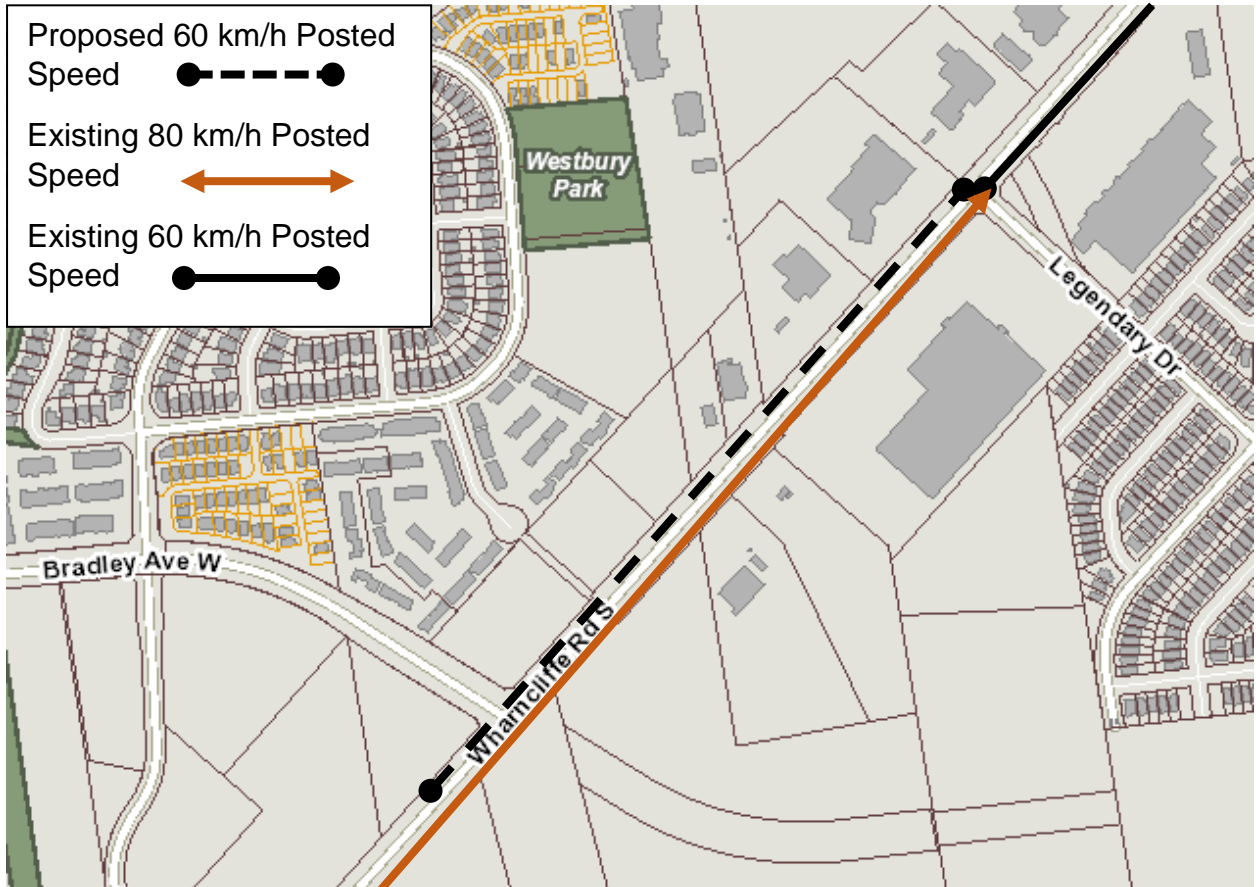 Proposed 60 km/h Posted
Speed
Existing 80 km/h Posted
Speed
Existing 60 km/h Posted
Speed
Westbury
Park
Legendary Dr
Bradley Ave W
Wharncliffe Rd S